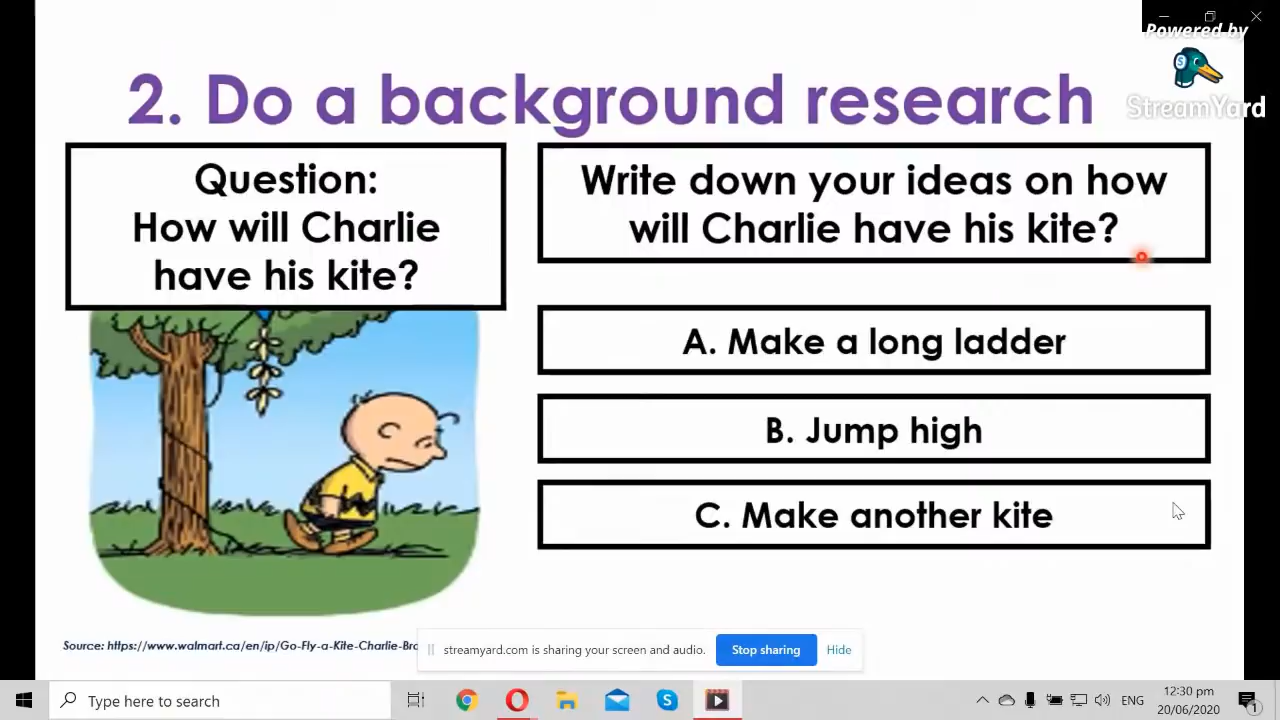 Powered by
StreamYard
2. Do a background research
Question:
How will Charlie
have his kite?
Write down your ideas on how
will Charlie have his kite?
A. Make a long ladder
B. Jump high
C. Make another kite
Source: https://www.walmart.ca/en/ip/Go-Fly-a-Kite-Charlie-Bro
streamyard.com is sharing your screen and audio.
Stop sharing
Hide
Type here to search
ENG
12:30 pm
20/06/2020
1